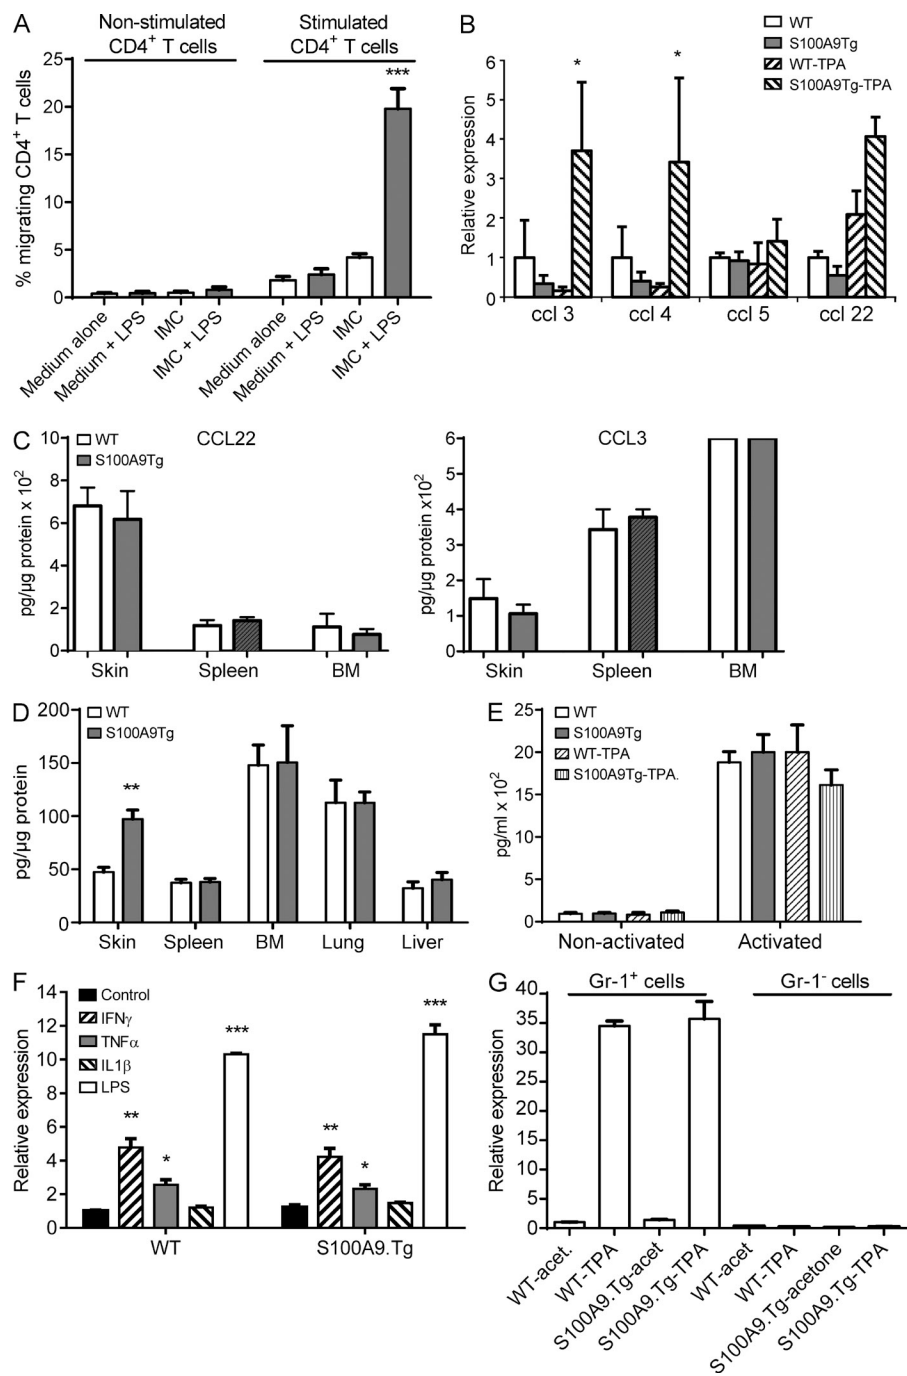 A
Non-stimulated
CD4+ T cells
Stimulated
CD4+ T cells
% migrating CD4+ T cells
25
20
15
10
5
0
***
Medium alone
Medium + LPS
IMC
IMC + LPS
Medium alone
Medium + LPS
IMC
IMC + LPS
B
WT
S100A9Tg
WT-TPA
S100A9Tg-TPA
Relative expression
6
5
4
3
2
1
0
*
*
ccl 3
ccl 4
ccl 5
ccl 22
C
WT
S100A9Tg
CCL22
pg/µg protein x 10²
10
8
6
4
2
0
Skin
Spleen
BM
CCL3
pg/µg protein x10²
6
4
3
2
1
0
Skin
Spleen
BM
D
WT
S100A9Tg
pg/µg protein
200
150
100
50
0
**
Skin
Spleen
BM
Lung
Liver
E
WT
S100A9Tg
WT-TPA
S100A9Tg-TPA.
pg/ml x 10²
25
20
15
10
5
0
Non-activated
Activated
F
Control
IFNγ
TNFα
IL1β
LPS
Relative expression
14
12
10
8
6
4
2
0
**
*
***
**
*
***
WT
S100A9.Tg
G
Gr-1+ cells
Gr-1- cells
Relative expression
40
35
30
25
20
15
10
5
0
WT-acet.
WT-TPA
S100A9.Tg-acet
S100A9.Tg-TPA
WT-acet
WT-TPA
S100A9.Tg-acetone
S100A9.Tg-TPA